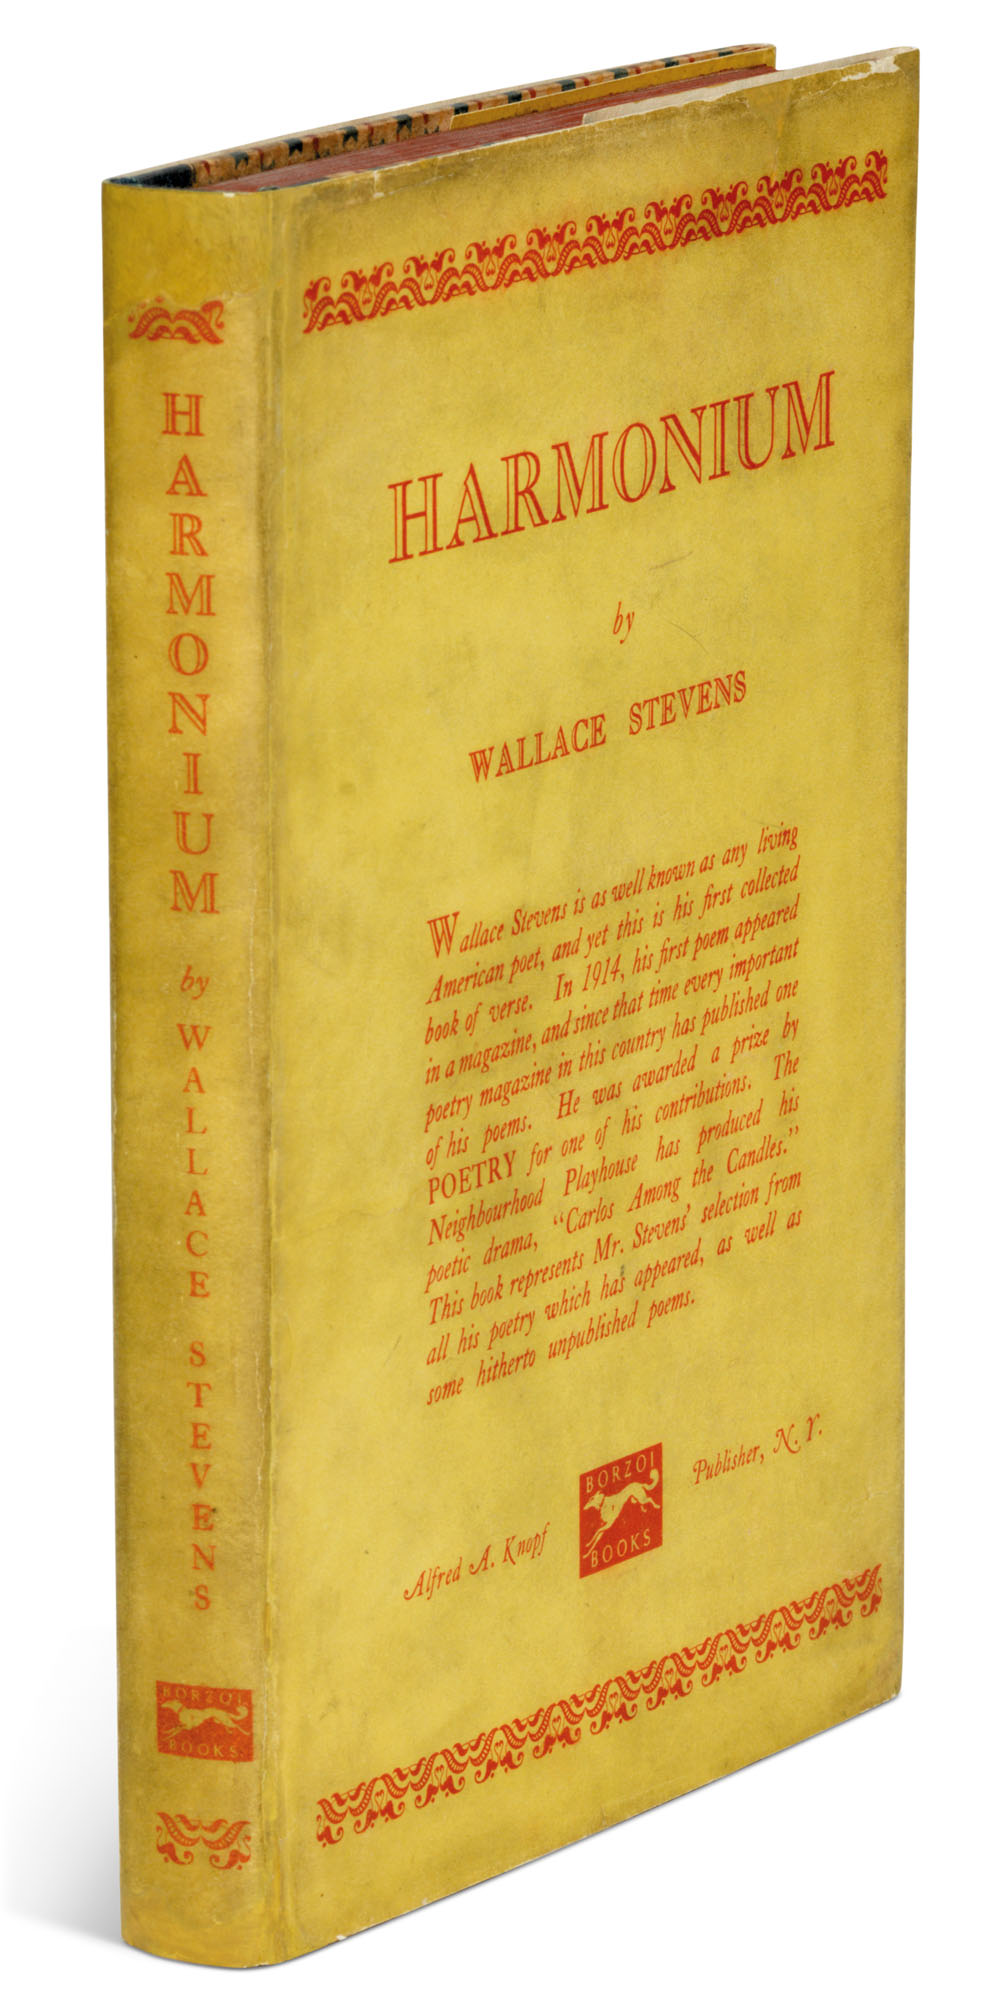 HARMONIUM
by
WALLACE STEVENS
BORZOI
BOOKS
HARMONIUM
by
WALLACE STEVENS
Wallace Stevens is as well known as any living
American poet, and yet this is his first collected
book of verse. In 1914, his first poem appeared
in a magazine, and since that time every important
poetry magazine in this country has published one
of his poems. He was awarded a prize by
POETRY for one of his contributions. The
Neighbourhood Playhouse has produced his
poetic drama, "Carlos Among the Candles."
This book represents Mr. Stevens' selection from
all his poetry which has appeared, as well as
some hitherto unpublished poems.
Alfred A. Knopf
BORZOI
BOOKS
Publisher, N. Y.